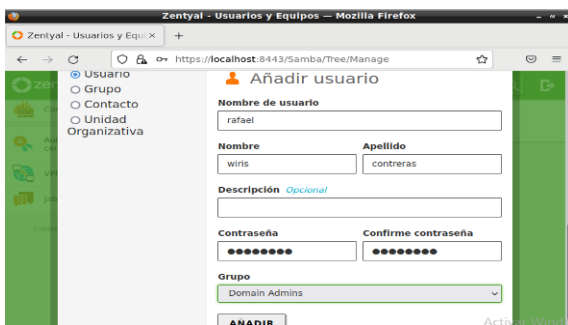 Zentyal - Usuarios y Equipos — Mozilla Firefox
Zentyal - Usuarios y Equi ×
https://localhost:8443/Samba/Tree/Manage
Usuario
Grupo
Contacto
Unidad
Organizativa
Añadir usuario
Nombre de usuario
rafael
Nombre
Apellido
wiris
contreras
Descripción Opcional
Contraseña
Confirme contraseña
Grupo
Domain Admins
AÑADIR